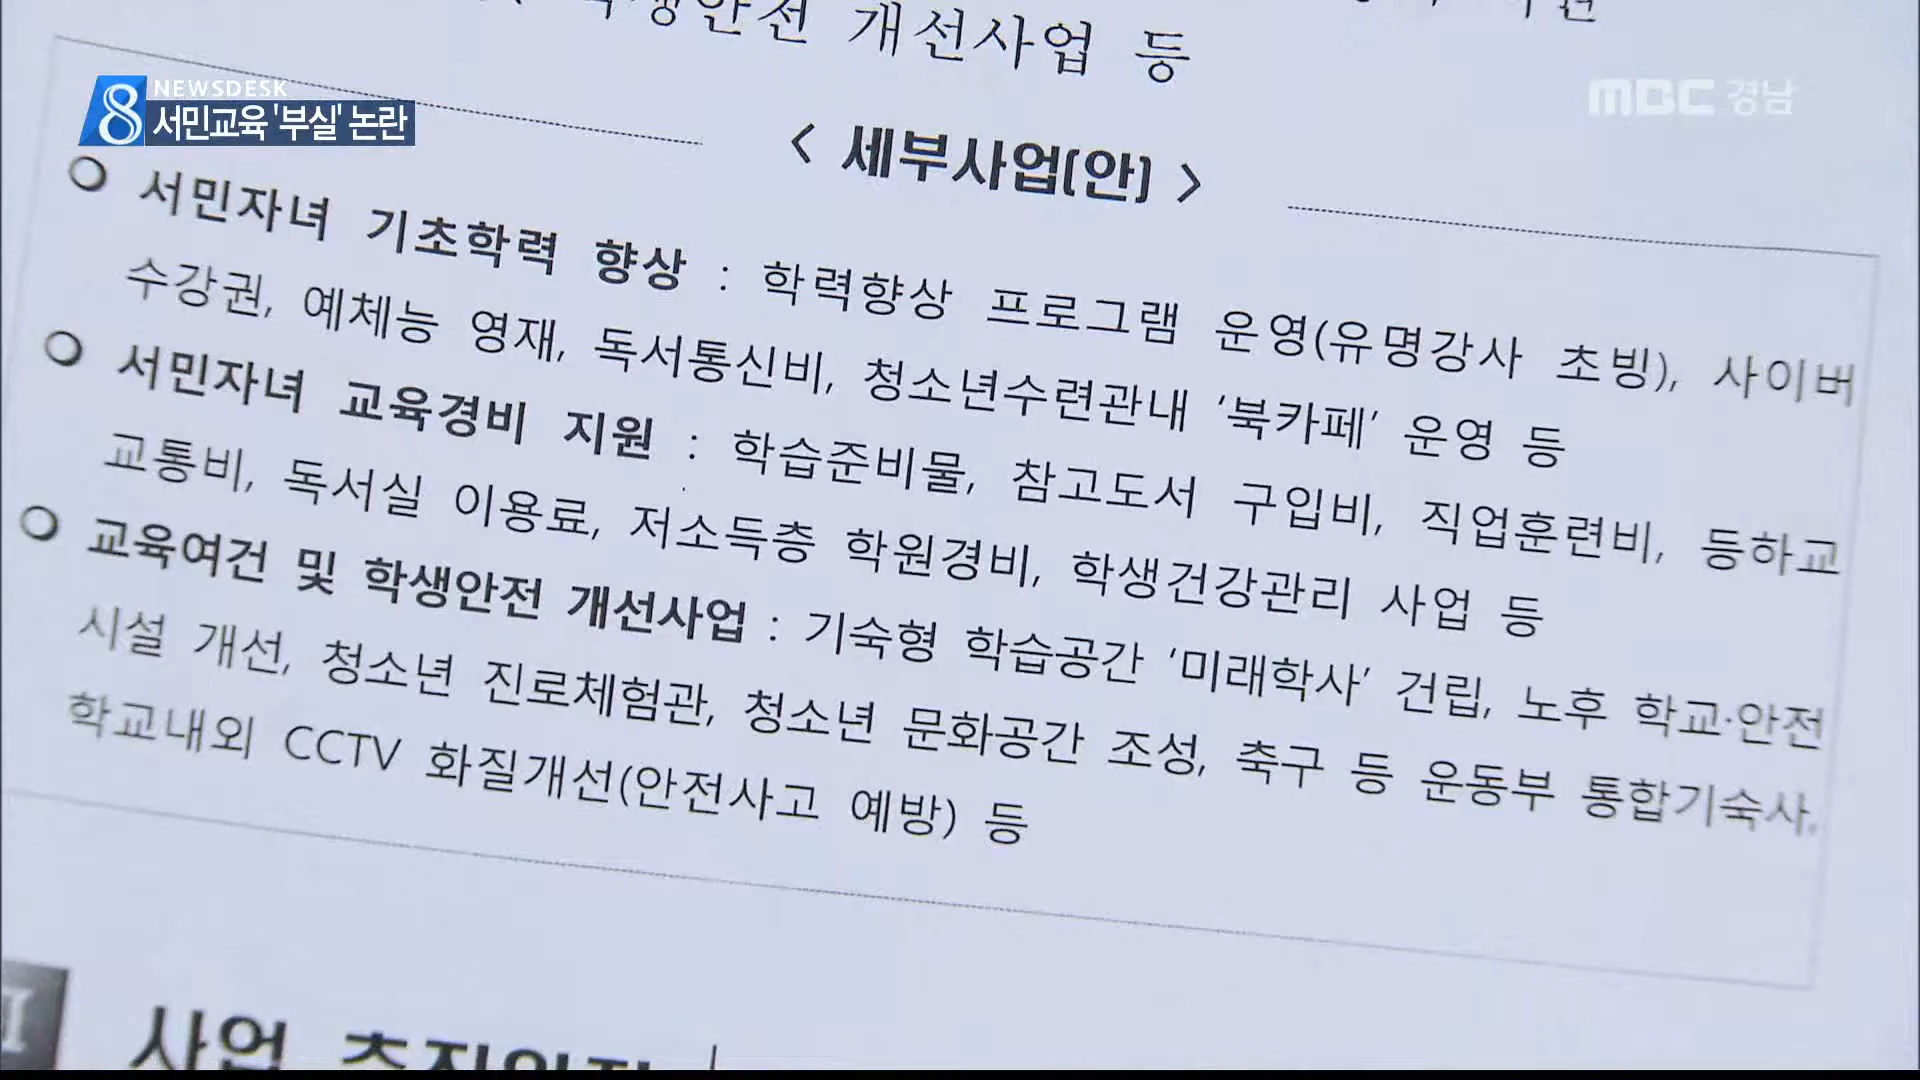 생안전 개선사업 등
NEWSDESK
8 서민교육 '부실' 논란
MBC 경남
< 세부사업(안) >
○ 서민자녀 기초학력 향상 : 학력향상 프로그램 운영(유명강사 초빙), 사이버
수강권, 예체능 영재, 독서통신비, 청소년수련관내 '북카페' 운영 등
○ 서민자녀 교육경비 지원 : 학습준비물, 참고도서 구입비, 직업훈련비, 등하교
교통비, 독서실 이용료, 저소득층 학원경비, 학생건강관리 사업 등
○ 교육여건 및 학생안전 개선사업 : 기숙형 학습공간 '미래학사' 건립, 노후 학교·안전
시설 개선, 청소년 진로체험관, 청소년 문화공간 조성, 축구 등 운동부 통합기숙사,
학교내외 CCTV 화질개선(안전사고 예방) 등
사업